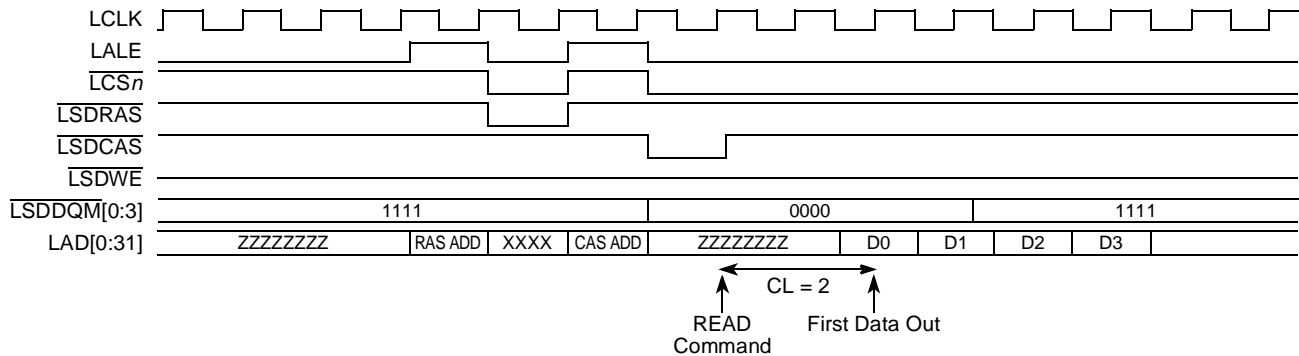 LCLK
LALE
LCSn
LSDRAS
LSDCAS
LSDWE
LSDDQM[0:3] 1111 0000 1111
LAD[0:31] ZZZZZZZZ RAS ADD XXXX CAS ADD ZZZZZZZZ D0 D1 D2 D3
CL = 2
READ First Data Out
Command